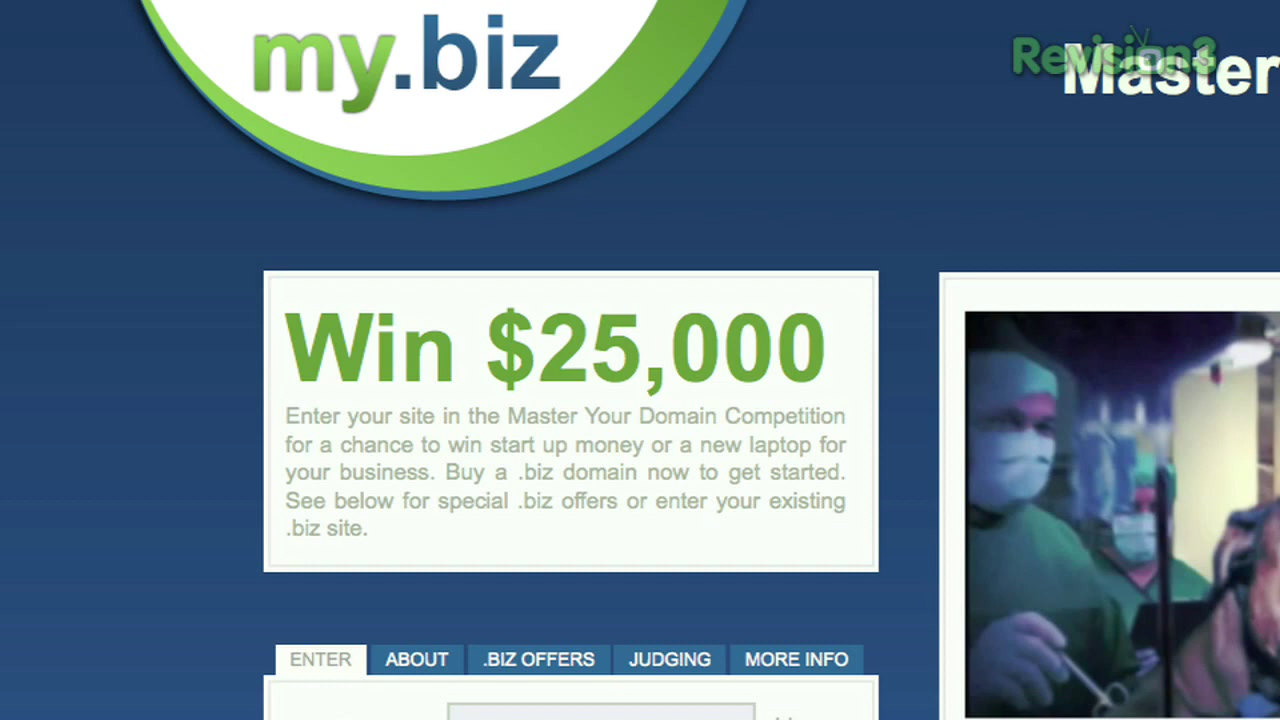 my.biz
Revision3
Master
Win $25,000
Enter your site in the Master Your Domain Competition
for a chance to win start up money or a new laptop for
your business. Buy a .biz domain now to get started.
See below for special .biz offers or enter your existing
.biz site.
ENTER ABOUT .BIZ OFFERS JUDGING MORE INFO